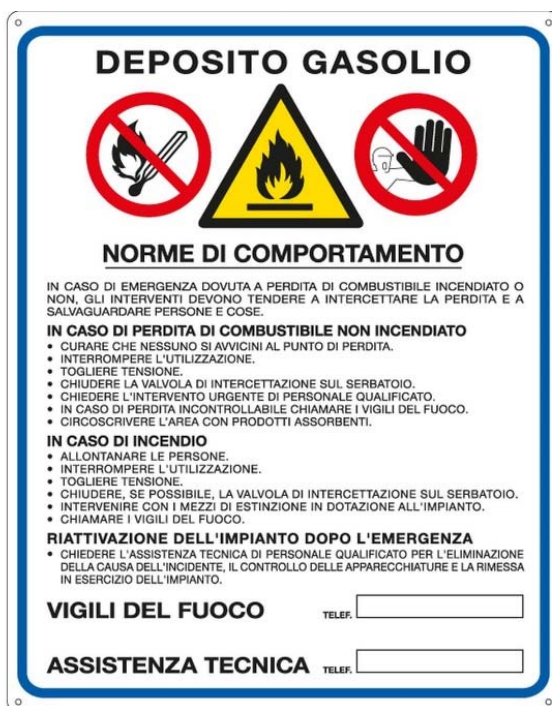 DEPOSITO GASOLIO
NORME DI COMPORTAMENTO
IN CASO DI EMERGENZA DOVUTA A PERDITA DI COMBUSTIBILE INCENDIATO O
NON, GLI INTERVENTI DEVONO TENDERE A INTERCETTARE LA PERDITA E A
SALVAGUARDARE PERSONE E COSE.
IN CASO DI PERDITA DI COMBUSTIBILE NON INCENDIATO
• CURARE CHE NESSUNO SI AVVICINI AL PUNTO DI PERDITA.
• INTERROMPERE L'UTILIZZAZIONE.
• TOGLIERE TENSIONE.
• CHIUDERE LA VALVOLA DI INTERCETTAZIONE SUL SERBATOIO.
• CHIEDERE L'INTERVENTO URGENTE DI PERSONALE QUALIFICATO.
• IN CASO DI PERDITA INCONTROLLABILE CHIAMARE I VIGILI DEL FUOCO.
• CIRCOSCRIVERE L'AREA CON PRODOTTI ASSORBENTI.
IN CASO DI INCENDIO
• ALLONTANARE LE PERSONE.
• INTERROMPERE L'UTILIZZAZIONE.
• TOGLIERE TENSIONE.
• CHIUDERE, SE POSSIBILE, LA VALVOLA DI INTERCETTAZIONE SUL SERBATOIO.
• INTERVENIRE CON I MEZZI DI ESTINZIONE IN DOTAZIONE ALL'IMPIANTO.
• CHIAMARE I VIGILI DEL FUOCO.
RIATTIVAZIONE DELL'IMPIANTO DOPO L'EMERGENZA
• CHIEDERE L'ASSISTENZA TECNICA DI PERSONALE QUALIFICATO PER L'ELIMINAZIONE
DELLA CAUSA DELL'INCIDENTE, IL CONTROLLO DELLE APPARECCHIATURE E LA RIMESSA
IN ESERCIZIO DELL'IMPIANTO.
VIGILI DEL FUOCO TELEF.
ASSISTENZA TECNICA TELEF.